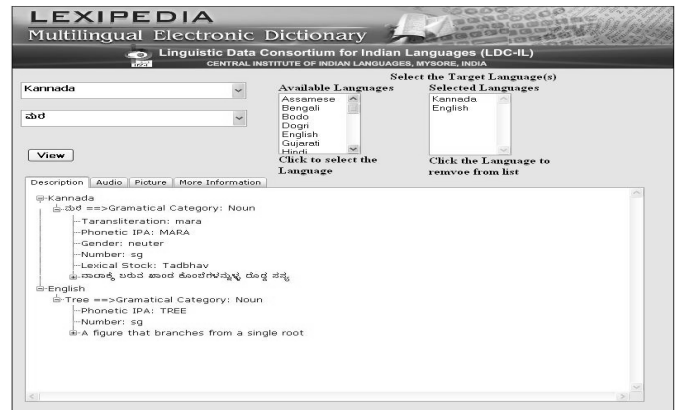 LEXIPEDIA
Multilingual Electronic Dictionary
Linguistic Data Consortium for Indian Languages (LDC-IL)
CENTRAL INSTITUTE OF INDIAN LANGUAGES, MYSORE, INDIA
Select the Target Language(s)
Kannada
Available Languages
Selected Languages
ಮರ
Assamese
Bengali
Bodo
Dogri
English
Gujarati
Hindi
Kannada
English
View
Click to select the
Language
Click the Language to
remvoe from list
Description Audio Picture More Information
Kannada
ಮರ ==>Gramatical Category: Noun
Taransliteration: mara
Phonetic IPA: MARA
Gender: neuter
Number: sg
Lexical Stock: Tadbhav
ಬರುವ ಕಾಂಡ ಕೊಂಬೆಗಳನ್ನುಳ್ಳ ದೊಡ್ಡ ಸಸ್ಯ
English
Tree ==>Gramatical Category: Noun
Phonetic IPA: TREE
Number: sg
A figure that branches from a single root